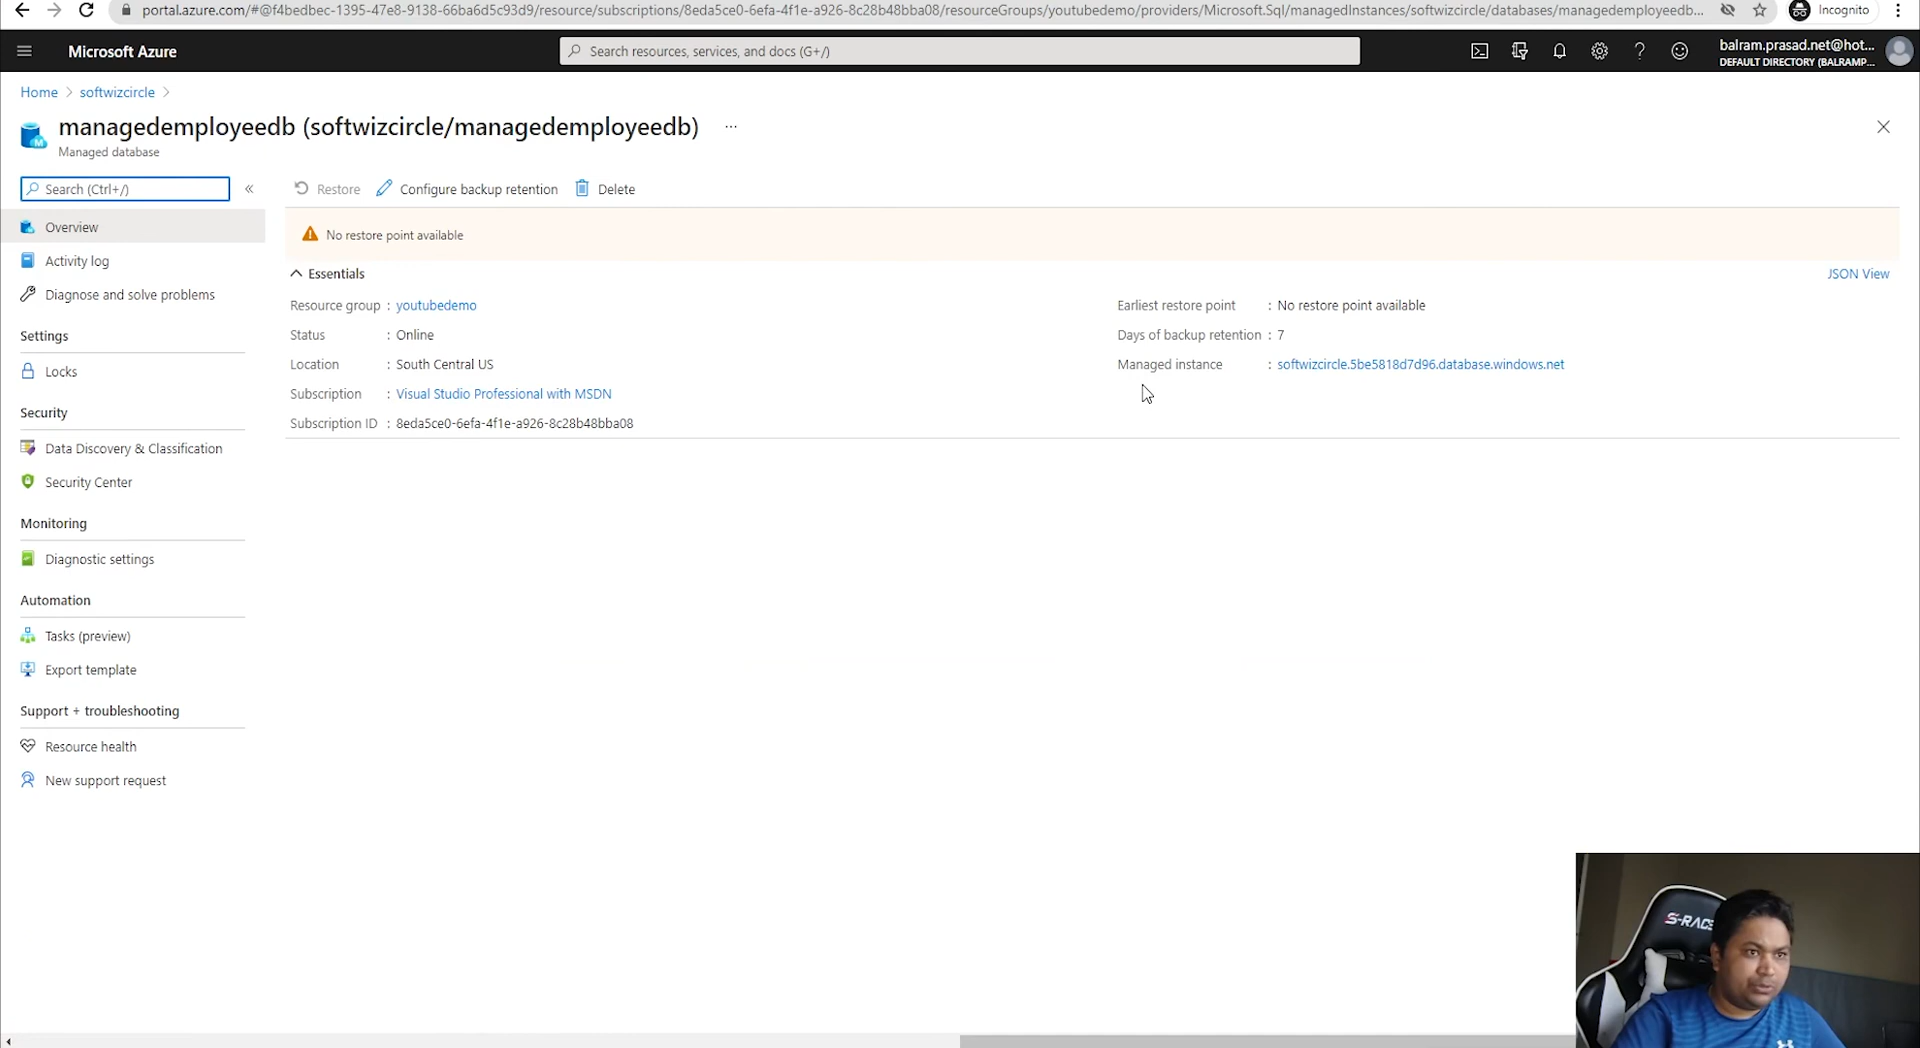 portal.azure.com/#@f4bedbec-1395-47e8-9138-66ba6d5c93d9/resource/subscriptions/8eda5ce0-6efa-4f1e-a926-8c28b48bba08/resourceGroups/youtubedemo/providers/Microsoft.Sql/managedInstances/softwizcircle/databases/managedemployeedb...
Incognito
Microsoft Azure
Search resources, services, and docs (G+/)
balram.prasad.net@hot...
DEFAULT DIRECTORY (BALRAMP...
Home > softwizcircle >
managedemployeedb (softwizcircle/managedemployeedb) ...
Managed database
Search (Ctrl+/)
«
Restore
Configure backup retention
Delete
Overview
Activity log
Diagnose and solve problems
Settings
Locks
Security
Data Discovery & Classification
Security Center
Monitoring
Diagnostic settings
Automation
Tasks (preview)
Export template
Support + troubleshooting
Resource health
New support request
No restore point available
Essentials
JSON View
Resource group : youtubedemo
Status : Online
Location : South Central US
Subscription : Visual Studio Professional with MSDN
Subscription ID : 8eda5ce0-6efa-4f1e-a926-8c28b48bba08
Earliest restore point : No restore point available
Days of backup retention : 7
Managed instance : softwizcircle.5be5818d7d96.database.windows.net
S-RACE